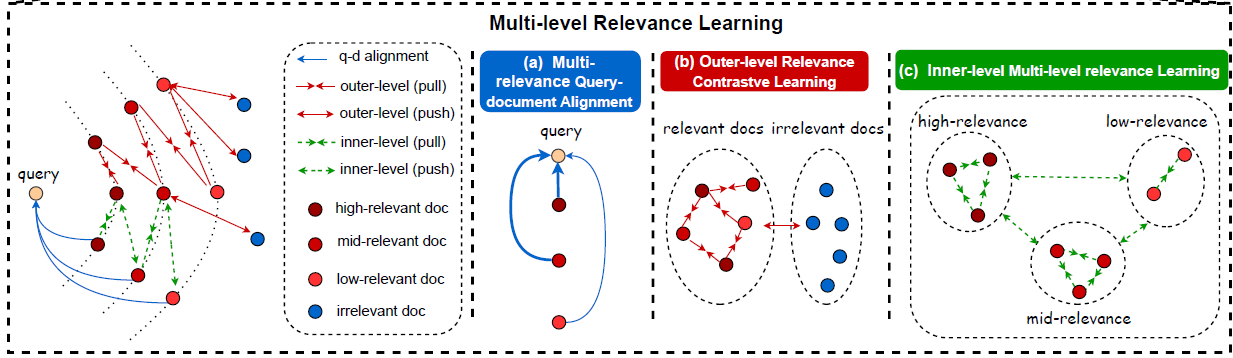 Multi-level Relevance Learning
query
q-d alignment
outer-level (pull)
outer-level (push)
inner-level (pull)
inner-level (push)
high-relevant doc
mid-relevant doc
low-relevant doc
irrelevant doc
(a) Multi-
relevance Query-
document Alignment
query
(b) Outer-level Relevance
Contrastve Learning
relevant docs irrelevant docs
(c) Inner-level Multi-level relevance Learning
high-relevance
low-relevance
mid-relevance